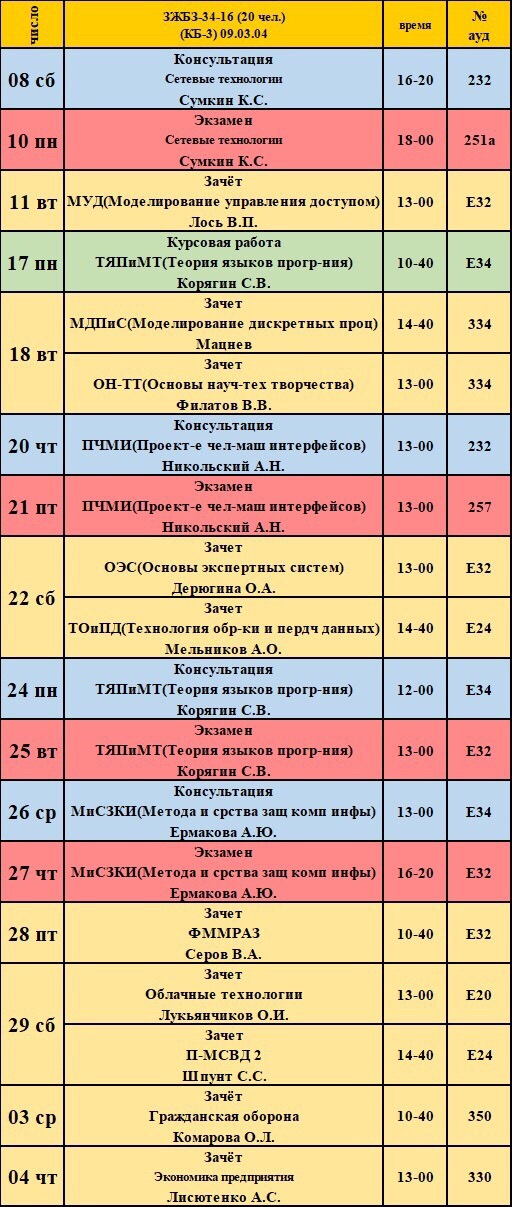 число
ЗЖБЗ-34-16 (20 чел.)
(КБ-3) 09.03.04
время
№
ауд
08 сб
Консультация
Сетевые технологии
Сумкин К.С.
16-20
232
10 пн
Экзамен
Сетевые технологии
Сумкин К.С.
18-00
251а
11 вт
Зачёт
МУД(Моделирование управления доступом)
Лось В.П.
13-00
Е32
17 пн
Курсовая работа
ТЯПиМТ(Теория языков прогр-ния)
Корягин С.В.
10-40
Е34
18 вт
Зачет
МДПиС(Моделирование дискретных проц)
Мацнев
14-40
334
Зачет
ОН-ТТ(Основы науч-тех творчества)
Филатов В.В.
13-00
334
20 чт
Консультация
ПЧМИ(Проект-е чел-маш интерфейсов)
Никольский А.Н.
13-00
232
21 пт
Экзамен
ПЧМИ(Проект-е чел-маш интерфейсов)
Никольский А.Н.
13-00
257
22 сб
Зачет
ОЭС(Основы экспертных систем)
Дерюгина О.А.
13-00
Е32
Зачет
ТОиПД(Технология обр-ки и пердч данных)
Мельников А.О.
14-40
Е24
24 пн
Консультация
ТЯПиМТ(Теория языков прогр-ния)
Корягин С.В.
12-00
Е34
25 вт
Экзамен
ТЯПиМТ(Теория языков прогр-ния)
Корягин С.В.
13-00
Е32
26 ср
Консультация
МиСЗКИ(Метода и срства защ комп инфы)
Ермакова А.Ю.
13-00
Е34
27 чт
Экзамен
МиСЗКИ(Метода и срства защ комп инфы)
Ермакова А.Ю.
16-20
Е32
28 пт
Зачет
ФММРАЗ
Серов В.А.
10-40
Е32
29 сб
Зачет
Облачные технологии
Лукьянчиков О.И.
13-00
Е20
Зачет
П-МСВД 2
Шпунт С.С.
14-40
Е24
03 ср
Зачёт
Гражданская оборона
Комарова О.Л.
10-40
350
04 чт
Зачёт
Экономика предприятия
Лисютенко А.С.
13-00
330